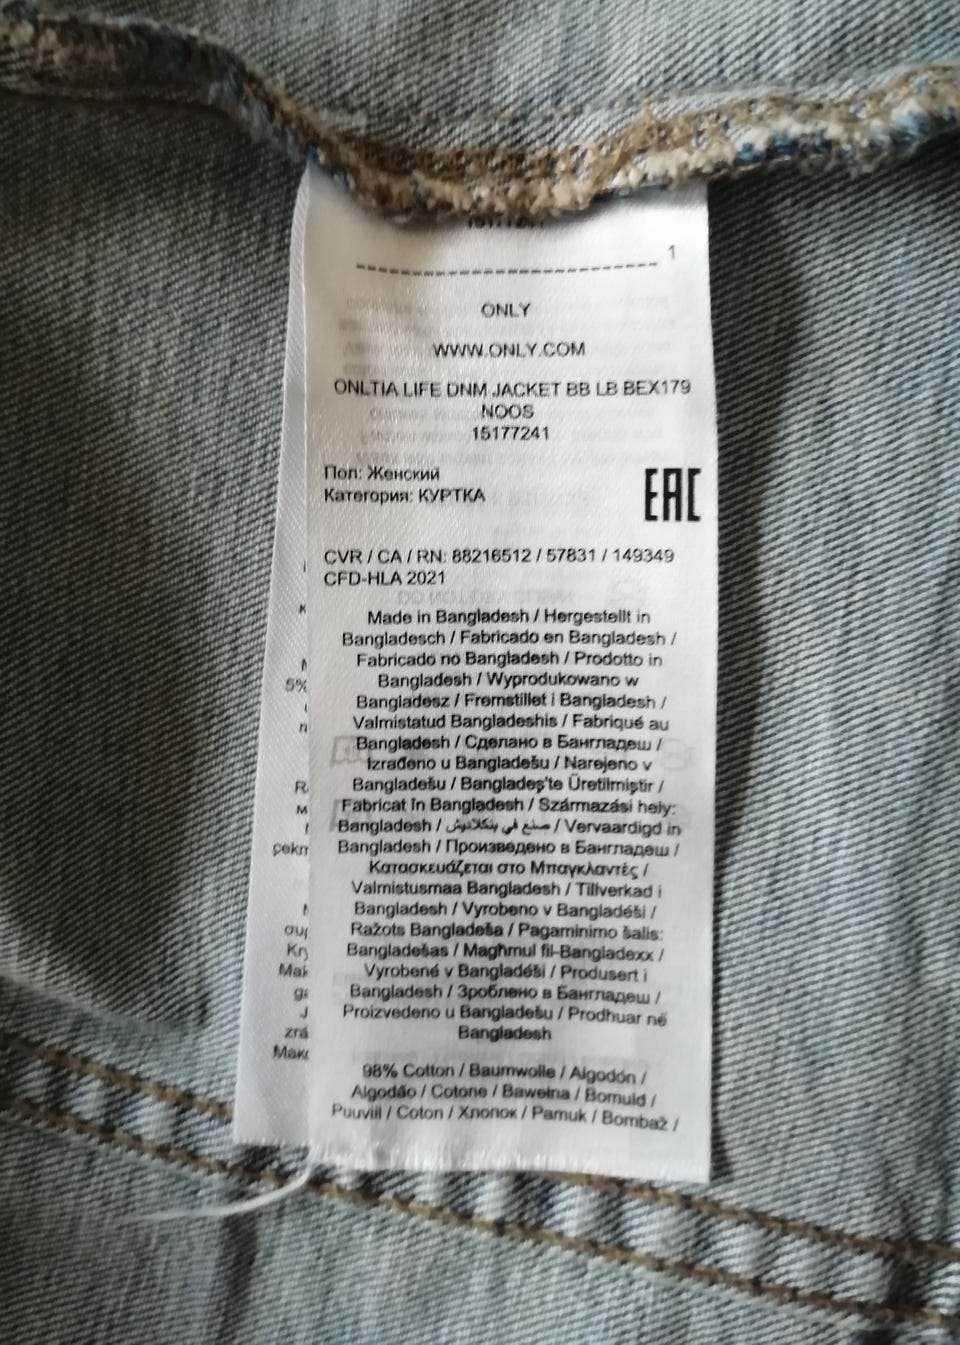 1
ONLY
WWW.ONLY.COM
ONLTIA LIFE DNM JACKET BB LB BEX179
NOOS
15177241
Пол: Женский
Категория: КУРТКА
EAC
CVR / CA / RN: 88216512 / 57831 / 149349
CFD-HLA 2021
Made in Bangladesh / Hergestellt in
Bangladesch / Fabricado en Bangladesh /
Fabricado no Bangladesh / Prodotto in
Bangladesh / Wyprodukowano w
Bangladesz / Fremstillet i Bangladesh /
Valmistatud Bangladeshis / Fabriqué au
Bangladesh / Сделано в Бангладеш /
Izrađeno u Bangladešu / Narejeno v
Bangladešu / Bangladeş'te Üretilmiştir /
Fabricat în Bangladesh / Származási hely:
Bangladesh / صنع في بنكلادوش / Vervaardigd in
Bangladesh / Произведено в Бангладеш /
Κατασκευάζεται στο Μπαγκλαντές /
Valmistusmaa Bangladesh / Tillverkad i
Bangladesh / Vyrobeno v Bangladéši /
Ražots Bangladeša / Pagaminimo šalis:
Bangladešas / Magħmul fil-Bangladexx /
Vyrobené v Bangladéši / Produsert i
Bangladesh / Зроблено в Бангладеш /
Proizvedeno u Bangladešu / Prodhuar në
Bangladesh
98% Cotton / Baumwolle / Algodón /
Algodão / Cotone / Bawełna / Bomuld /
Puuvill / Coton / Хлопок / Pamuk / Bombaž /
5%